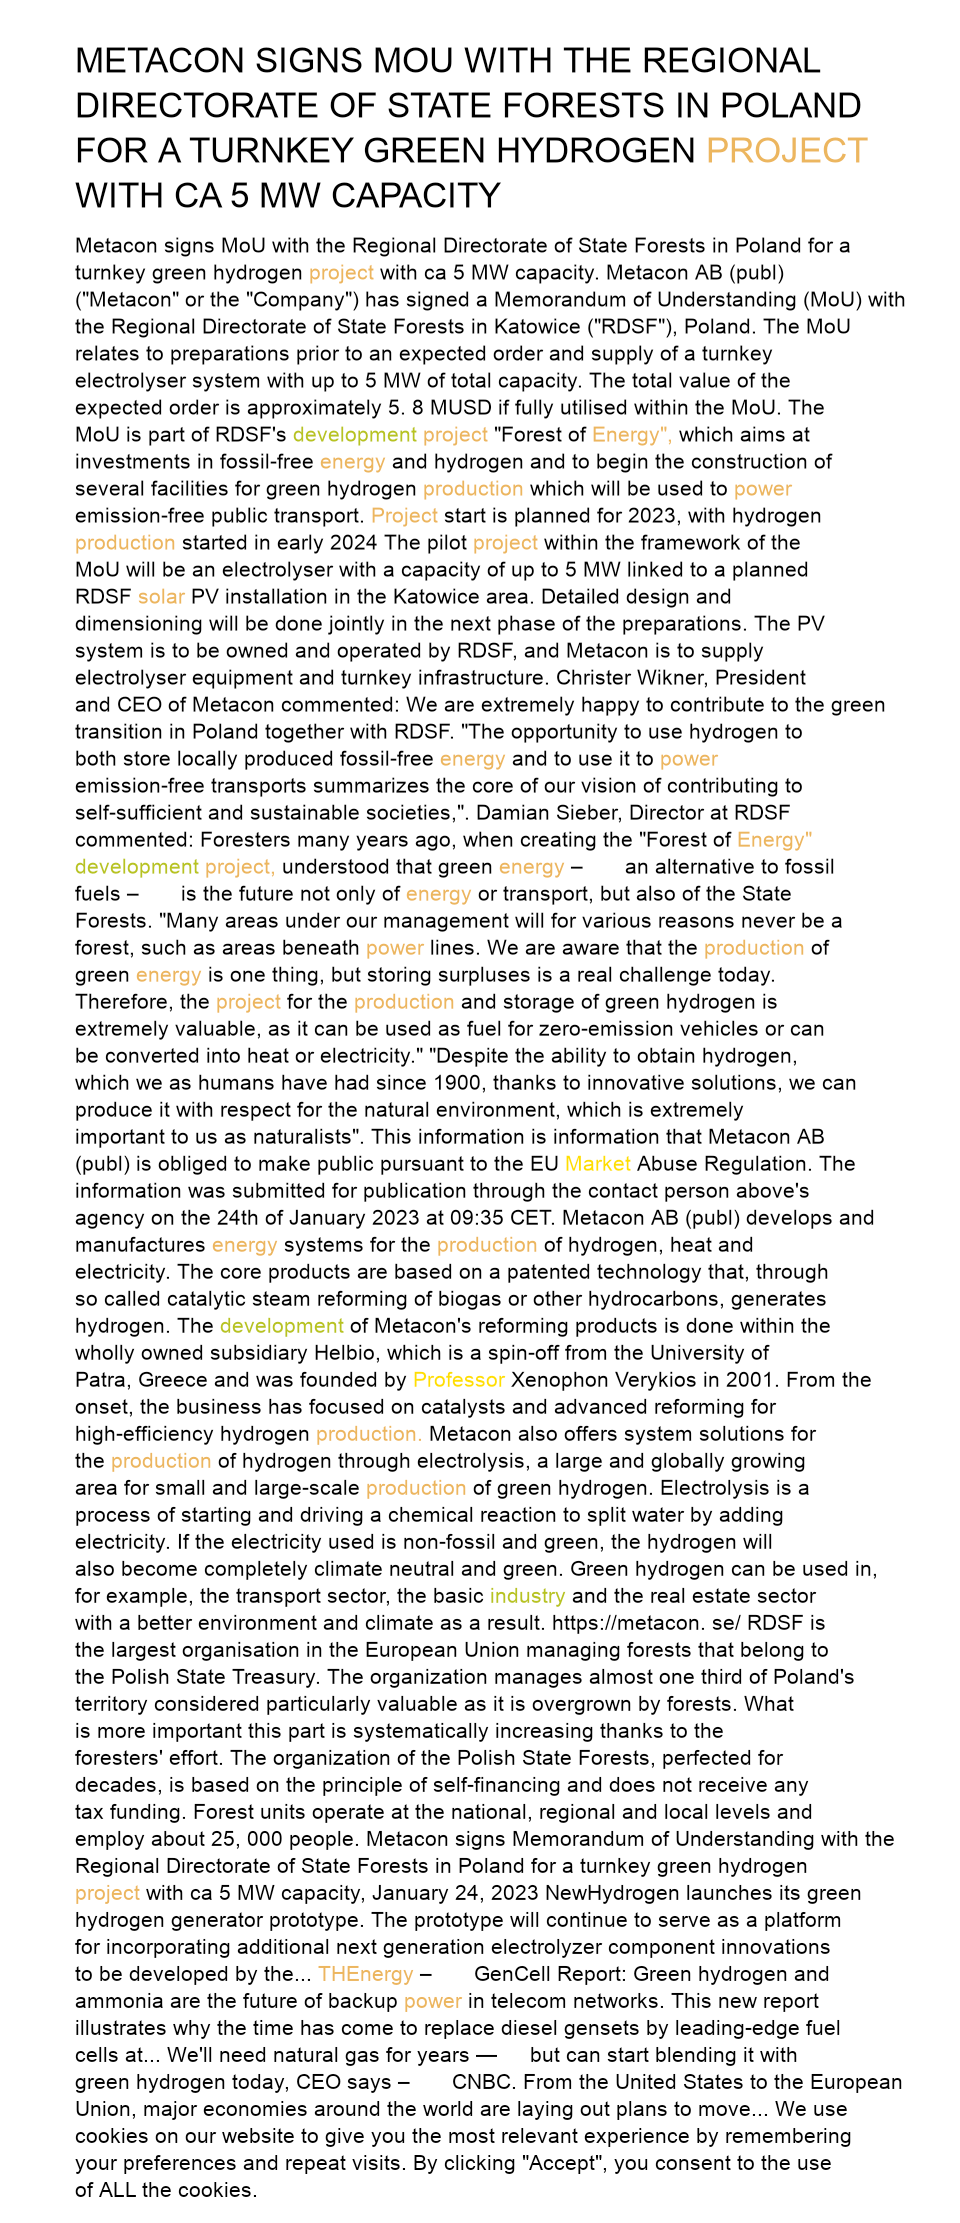 METACON SIGNS MOU WITH THE REGIONAL
DIRECTORATE OF STATE FORESTS IN POLAND
FOR A TURNKEY GREEN HYDROGEN PROJECT
WITH CA 5 MW CAPACITY
Metacon signs MoU with the Regional Directorate of State Forests in Poland for a
turnkey green hydrogen project with ca 5 MW capacity. Metacon AB (publ)
("Metacon" or the "Company") has signed a Memorandum of Understanding (MoU) with
the Regional Directorate of State Forests in Katowice ("RDSF"), Poland. The MoU
relates to preparations prior to an expected order and supply of a turnkey
electrolyser system with up to 5 MW of total capacity. The total value of the
expected order is approximately 5. 8 MUSD if fully utilised within the MoU. The
MoU is part of RDSF's development project "Forest of Energy", which aims at
investments in fossil-free energy and hydrogen and to begin the construction of
several facilities for green hydrogen production which will be used to power
emission-free public transport. Project start is planned for 2023, with hydrogen
production started in early 2024 The pilot project within the framework of the
MoU will be an electrolyser with a capacity of up to 5 MW linked to a planned
RDSF solar PV installation in the Katowice area. Detailed design and
dimensioning will be done jointly in the next phase of the preparations. The PV
system is to be owned and operated by RDSF, and Metacon is to supply
electrolyser equipment and turnkey infrastructure. Christer Wikner, President
and CEO of Metacon commented: We are extremely happy to contribute to the green
transition in Poland together with RDSF. "The opportunity to use hydrogen to
both store locally produced fossil-free energy and to use it to power
emission-free transports summarizes the core of our vision of contributing to
self-sufficient and sustainable societies,". Damian Sieber, Director at RDSF
commented: Foresters many years ago, when creating the "Forest of Energy"
development project, understood that green energy – an alternative to fossil
fuels – is the future not only of energy or transport, but also of the State
Forests. "Many areas under our management will for various reasons never be a
forest, such as areas beneath power lines. We are aware that the production of
green energy is one thing, but storing surpluses is a real challenge today.
Therefore, the project for the production and storage of green hydrogen is
extremely valuable, as it can be used as fuel for zero-emission vehicles or can
be converted into heat or electricity." "Despite the ability to obtain hydrogen,
which we as humans have had since 1900, thanks to innovative solutions, we can
produce it with respect for the natural environment, which is extremely
important to us as naturalists". This information is information that Metacon AB
(publ) is obliged to make public pursuant to the EU Market Abuse Regulation. The
information was submitted for publication through the contact person above's
agency on the 24th of January 2023 at 09:35 CET. Metacon AB (publ) develops and
manufactures energy systems for the production of hydrogen, heat and
electricity. The core products are based on a patented technology that, through
so called catalytic steam reforming of biogas or other hydrocarbons, generates
hydrogen. The development of Metacon's reforming products is done within the
wholly owned subsidiary Helbio, which is a spin-off from the University of
Patra, Greece and was founded by Professor Xenophon Verykios in 2001. From the
onset, the business has focused on catalysts and advanced reforming for
high-efficiency hydrogen production. Metacon also offers system solutions for
the production of hydrogen through electrolysis, a large and globally growing
area for small and large-scale production of green hydrogen. Electrolysis is a
process of starting and driving a chemical reaction to split water by adding
electricity. If the electricity used is non-fossil and green, the hydrogen will
also become completely climate neutral and green. Green hydrogen can be used in,
for example, the transport sector, the basic industry and the real estate sector
with a better environment and climate as a result. https://metacon. se/ RDSF is
the largest organisation in the European Union managing forests that belong to
the Polish State Treasury. The organization manages almost one third of Poland's
territory considered particularly valuable as it is overgrown by forests. What
is more important this part is systematically increasing thanks to the
foresters' effort. The organization of the Polish State Forests, perfected for
decades, is based on the principle of self-financing and does not receive any
tax funding. Forest units operate at the national, regional and local levels and
employ about 25, 000 people. Metacon signs Memorandum of Understanding with the
Regional Directorate of State Forests in Poland for a turnkey green hydrogen
project with ca 5 MW capacity, January 24, 2023 NewHydrogen launches its green
hydrogen generator prototype. The prototype will continue to serve as a platform
for incorporating additional next generation electrolyzer component innovations
to be developed by the... THEnergy – GenCell Report: Green hydrogen and
ammonia are the future of backup power in telecom networks. This new report
illustrates why the time has come to replace diesel gensets by leading-edge fuel
cells at... We'll need natural gas for years — but can start blending it with
green hydrogen today, CEO says – CNBC. From the United States to the European
Union, major economies around the world are laying out plans to move... We use
cookies on our website to give you the most relevant experience by remembering
your preferences and repeat visits. By clicking "Accept", you consent to the use
of ALL the cookies.